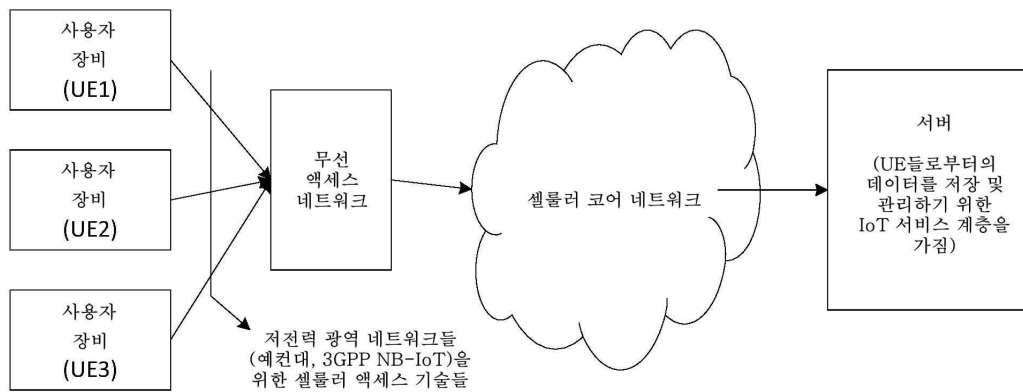 사용자
장비
(UE1)
사용자
장비
(UE2)
사용자
장비
(UE3)
무선
액세스
네트워크
저전력 광역 네트워크들
(예컨대, 3GPP NB-IoT)을
위한 셀룰러 액세스 기술들
셀룰러 코어 네트워크
서버
(UE들로부터의
데이터를 저장 및
관리하기 위한
IoT 서비스 계층을
가짐)